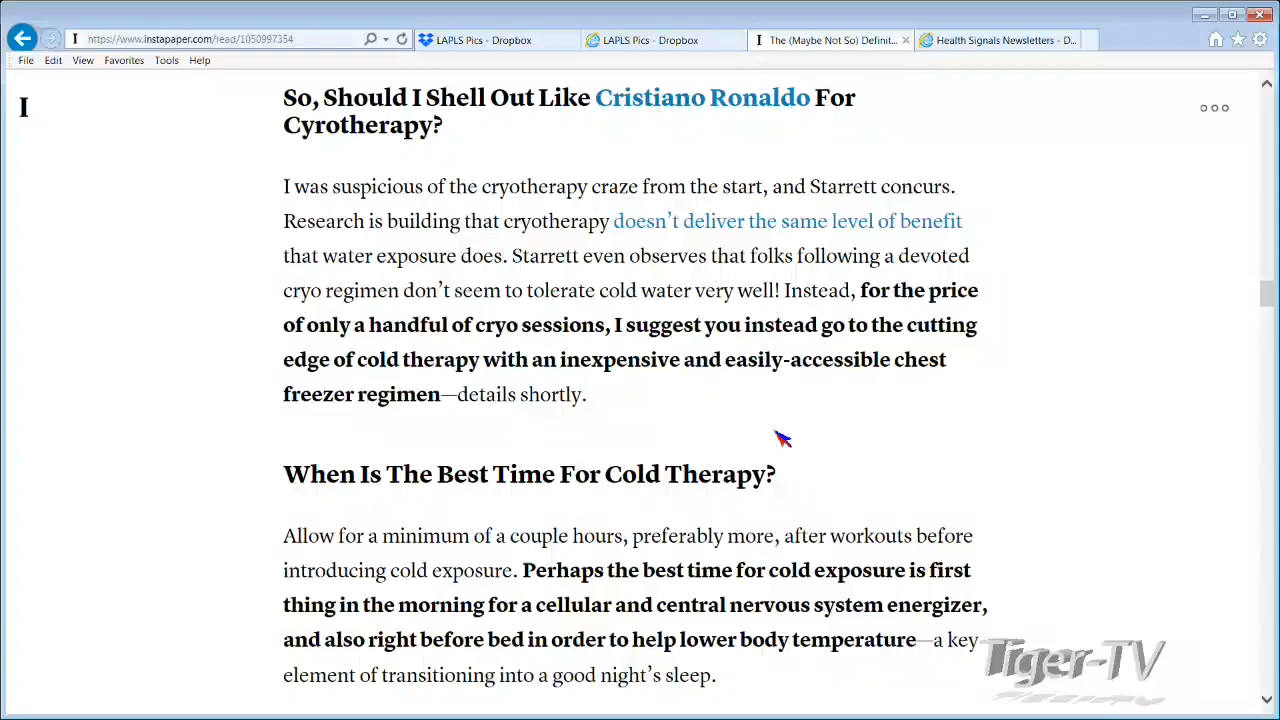 https://www.instapaper.com/read/1050997354
LAPLS Pics - Dropbox
LAPLS Pics - Dropbox
The (Maybe Not So) Definit...
Health Signals Newsletters - D...
File Edit View Favorites Tools Help
I
So, Should I Shell Out Like Cristiano Ronaldo For
Cyrotherapy?
I was suspicious of the cryotherapy craze from the start, and Starrett concurs.
Research is building that cryotherapy doesn’t deliver the same level of benefit
that water exposure does. Starrett even observes that folks following a devoted
cryo regimen don’t seem to tolerate cold water very well! Instead, for the price
of only a handful of cryo sessions, I suggest you instead go to the cutting
edge of cold therapy with an inexpensive and easily-accessible chest
freezer regimen—details shortly.
When Is The Best Time For Cold Therapy?
Allow for a minimum of a couple hours, preferably more, after workouts before
introducing cold exposure. Perhaps the best time for cold exposure is first
thing in the morning for a cellular and central nervous system energizer,
and also right before bed in order to help lower body temperature—a key
element of transitioning into a good night’s sleep.
Tiger-TV